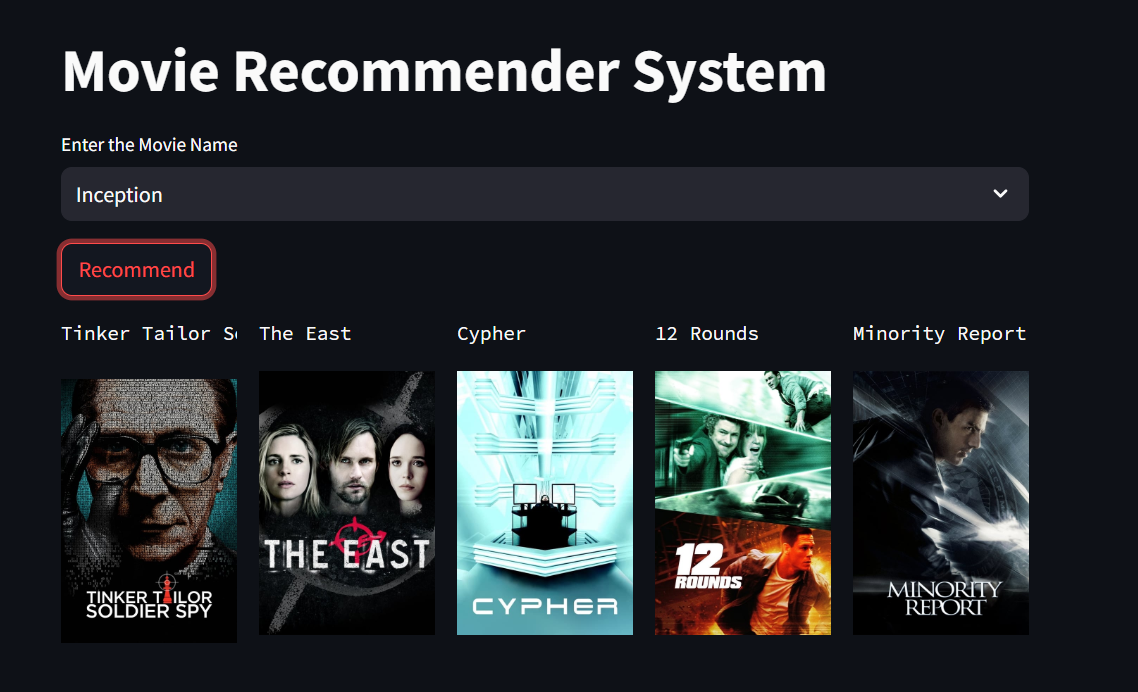 Movie Recommender System
Enter the Movie Name
Inception
Recommend
Tinker Tailor So
The East
Cypher
12 Rounds
Minority Report
TINKER TAILOR
SOLDIER SPY
THE EAST
CYPHER
12
ROUNDS
MINORITY
REPORT